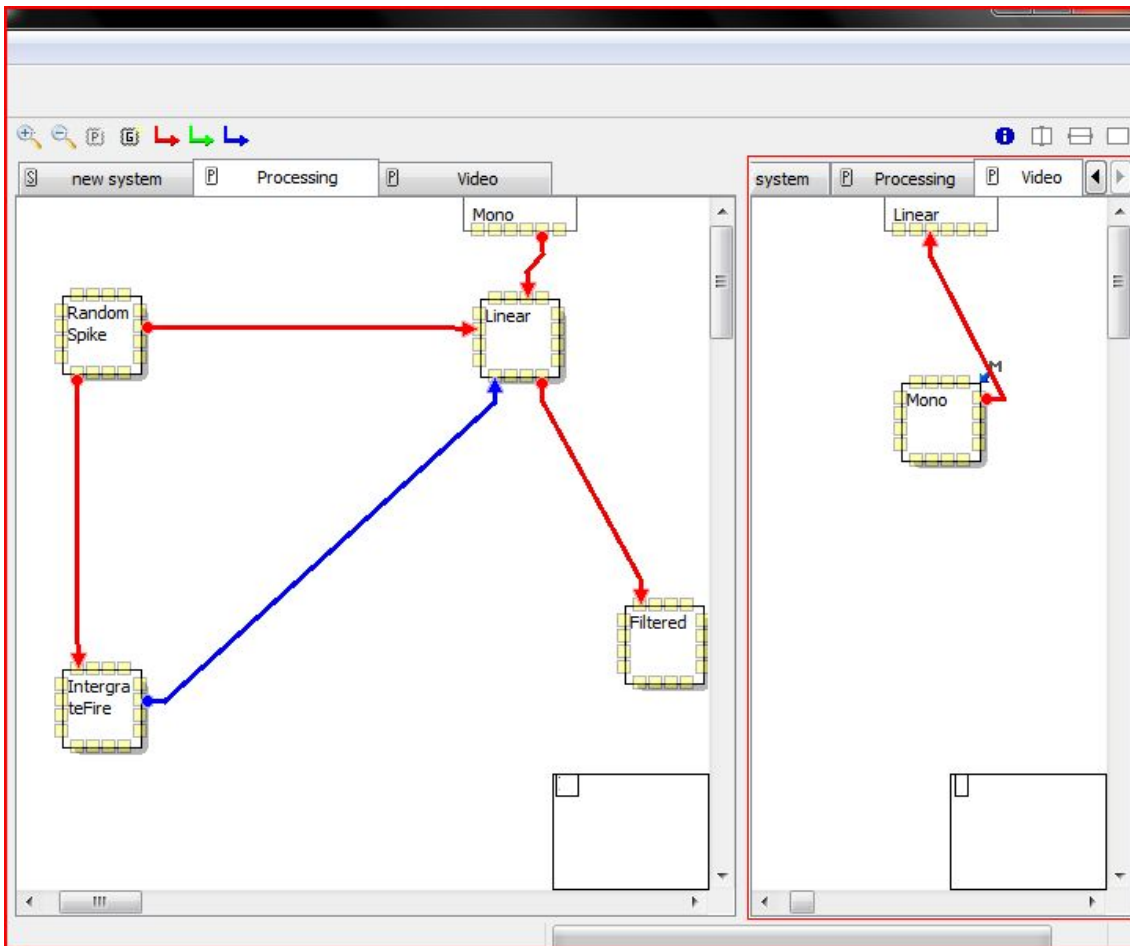 P G
S new system P Processing P Video
system P Processing P Video
Mono
Linear
Random
Spike
Linear
M
Mono
Filtered
Intergra
teFire